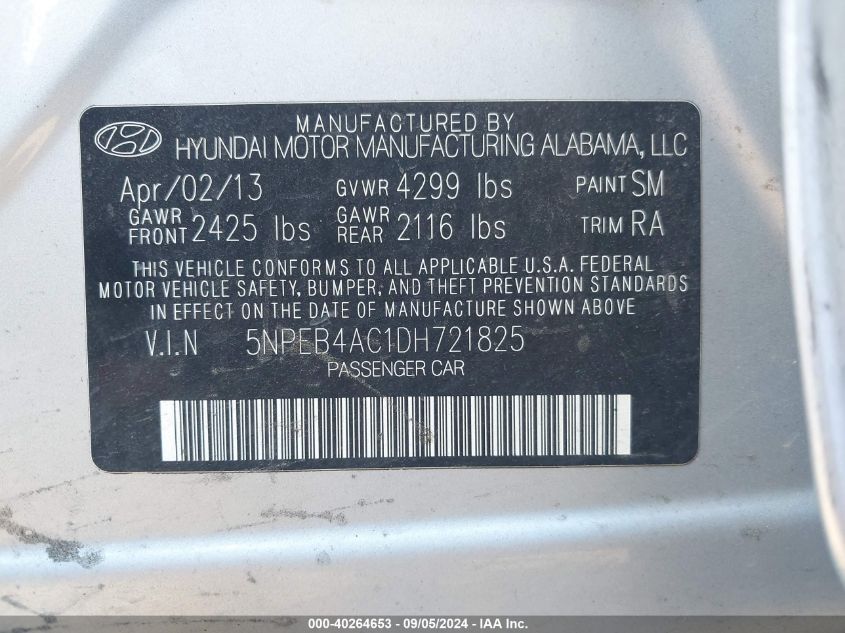 MANUFACTURED BY
HYUNDAI MOTOR MANUFACTURING ALABAMA, LLC
Apr/02/13 GVWR 4299 lbs PAINT SM
GAWR FRONT 2425 lbs GAWR REAR 2116 lbs TRIM RA
THIS VEHICLE CONFORMS TO ALL APPLICABLE U.S.A. FEDERAL
MOTOR VEHICLE SAFETY, BUMPER, AND THEFT PREVENTION STANDARDS
IN EFFECT ON THE DATE OF MANUFACTURE SHOWN ABOVE
V.I.N 5NPEB4AC1DH721825
PASSENGER CAR
000-40264653 - 09/05/2024 - IAA Inc.